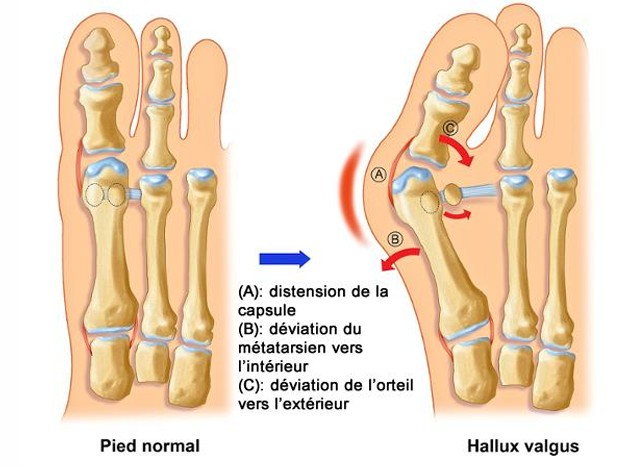 (C)
(A)
(B)
(A): distension de la
capsule
(B): déviation du
métatarsien vers
l'intérieur
(C): déviation de l'orteil
vers l'extérieur
Pied normal
Hallux valgus